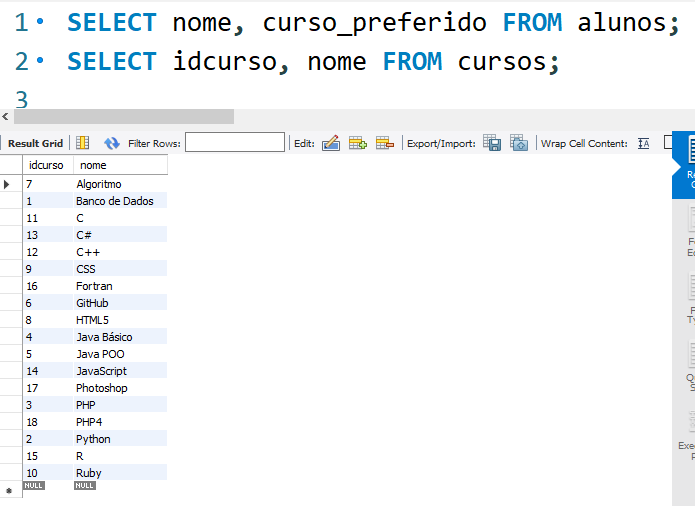 1 SELECT nome, curso_preferido FROM alunos;
2 SELECT idcurso, nome FROM cursos;
3
Result Grid Filter Rows: Edit: Export/Import: Wrap Cell Content:
idcurso nome
7 Algoritmo
1 Banco de Dados
11 C
13 C#
12 C++
9 CSS
16 Fortran
6 GitHub
8 HTML5
4 Java Básico
5 Java POO
14 JavaScript
17 Photoshop
3 PHP
18 PHP4
2 Python
15 R
10 Ruby
NULL NULL